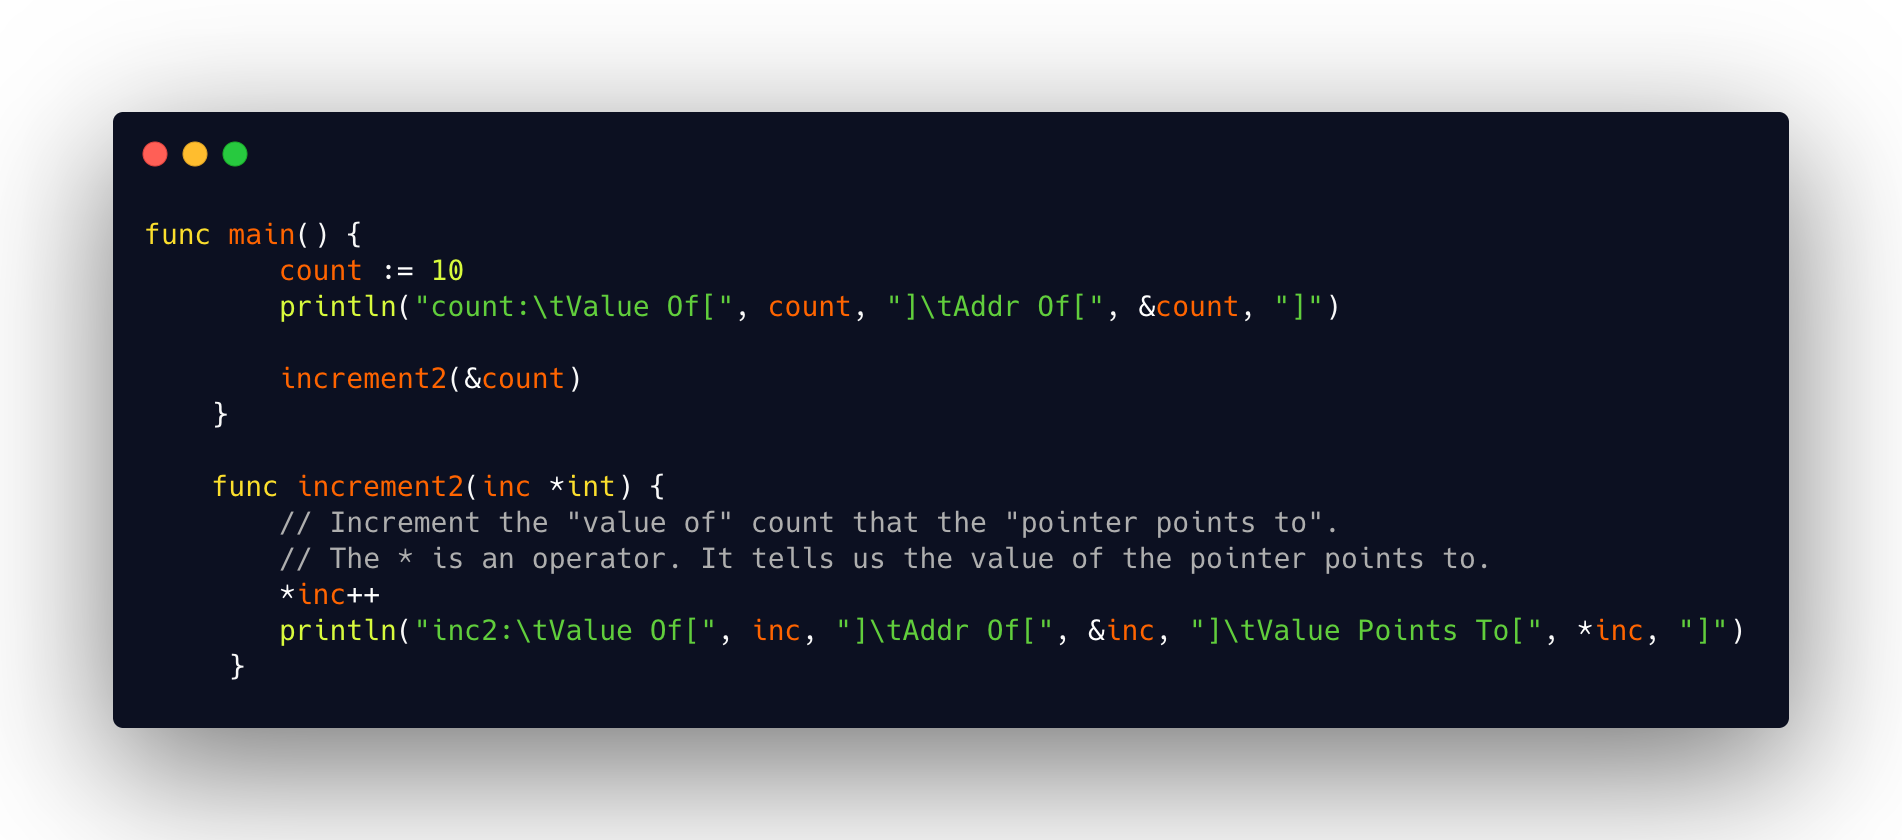 func main() {
        count := 10
        println("count:\tValue Of[", count, "]\tAddr Of[", &count, "]")

        increment2(&count)
    }

    func increment2(inc *int) {
        // Increment the "value of" count that the "pointer points to".
        // The * is an operator. It tells us the value of the pointer points to.
        *inc++
        println("inc2:\tValue Of[", inc, "]\tAddr Of[", &inc, "]\tValue Points To[", *inc, "]")
     }